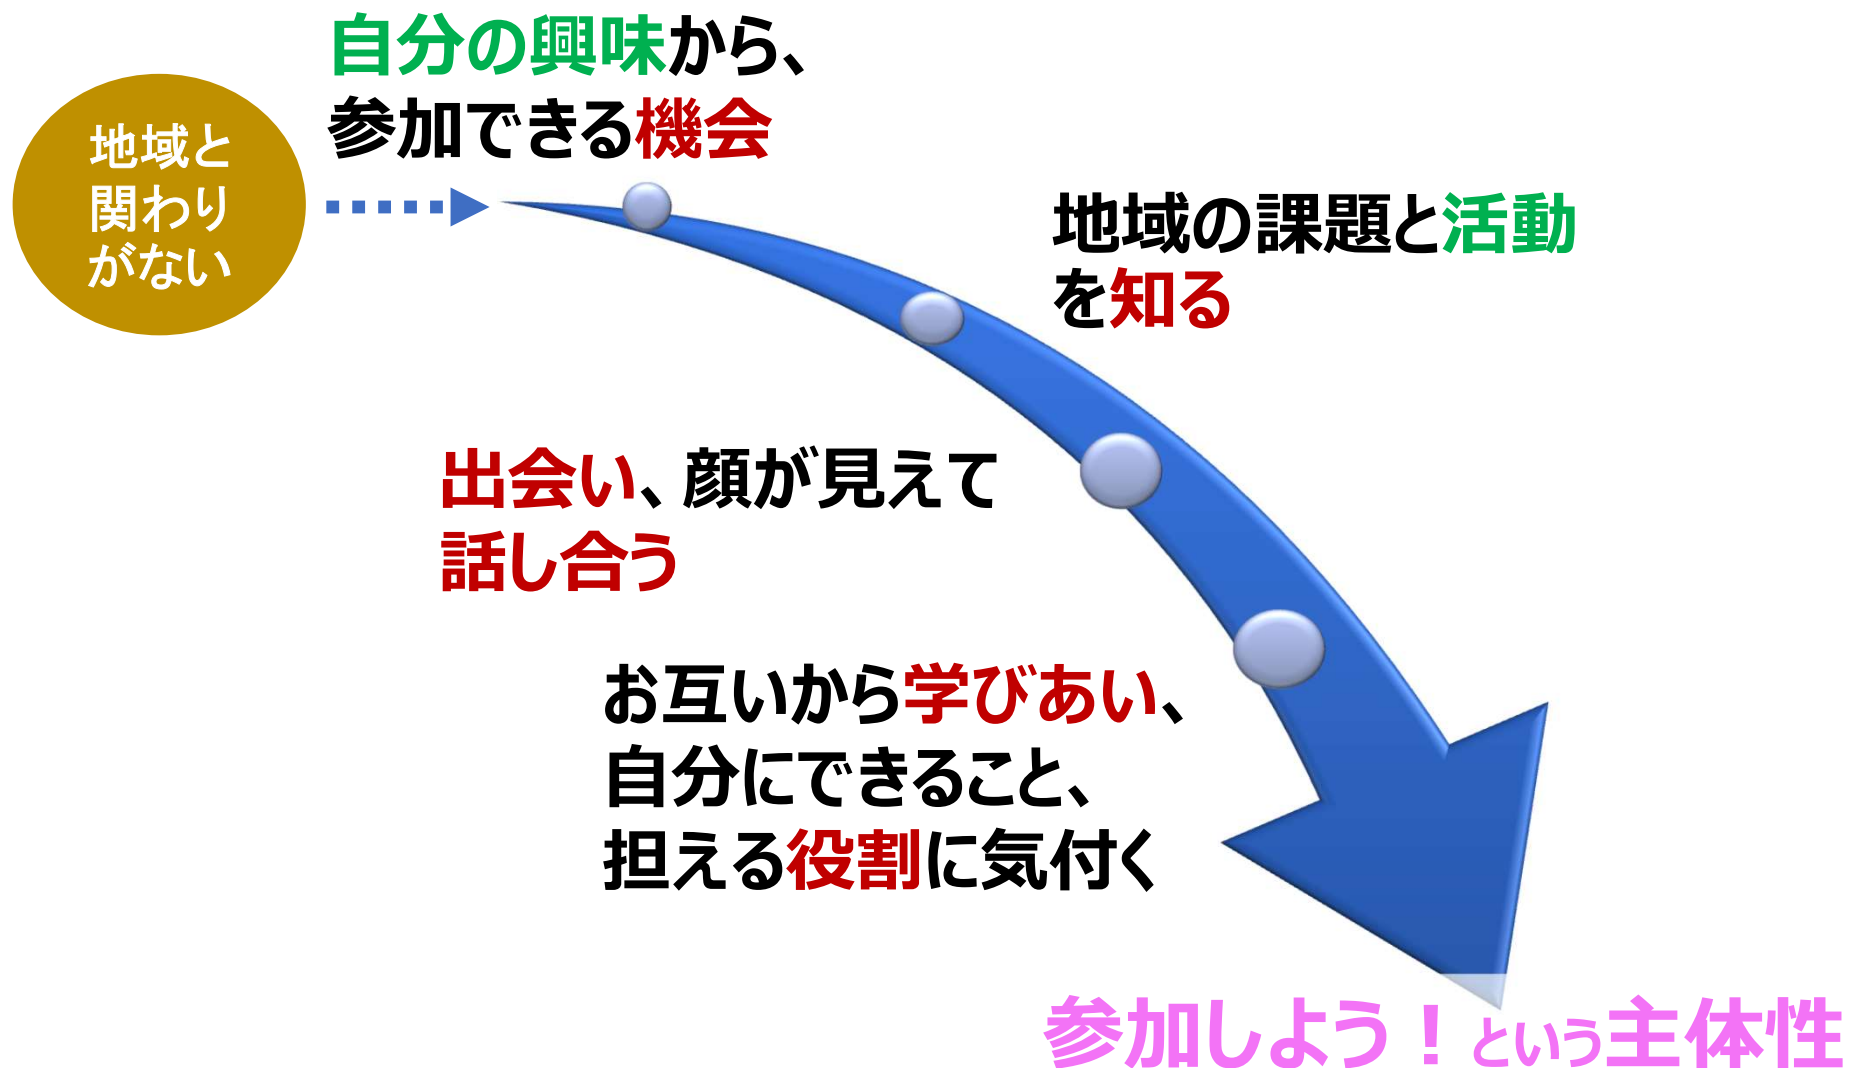 自分の興味から、
参加できる機会
地域と
関わり
がない
地域の課題と活動
を知る
出会い、顔が見えて
話し合う
お互いから学びあい、
自分にできること、
担える役割に気付く
参加しよう！という主体性